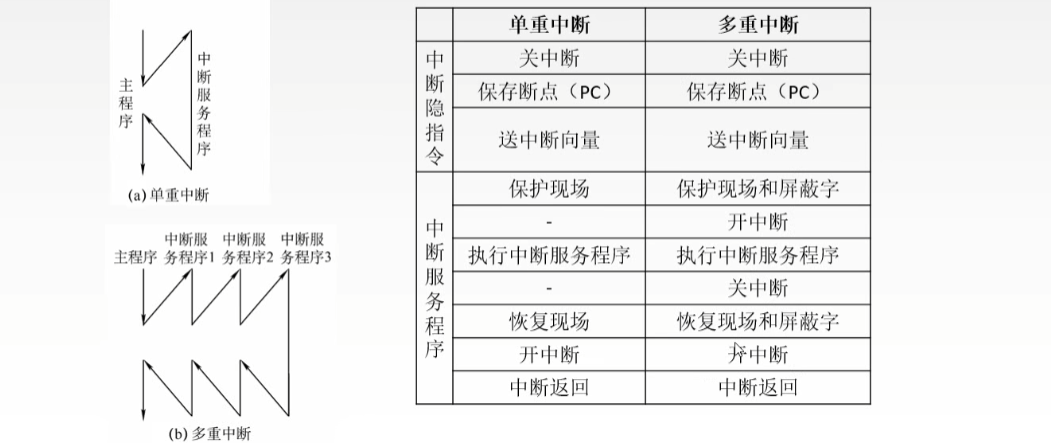 主程序
中断服务程序
(a) 单重中断
中断服 中断服 中断服
主程序 务程序1 务程序2 务程序3
(b) 多重中断
单重中断 多重中断
中断隐指令
关中断 关中断
保存断点（PC） 保存断点（PC）
送中断向量 送中断向量
中断服务程序
保护现场 保护现场和屏蔽字
- 开中断
执行中断服务程序 执行中断服务程序
- 关中断
恢复现场 恢复现场和屏蔽字
开中断 开中断
中断返回 中断返回